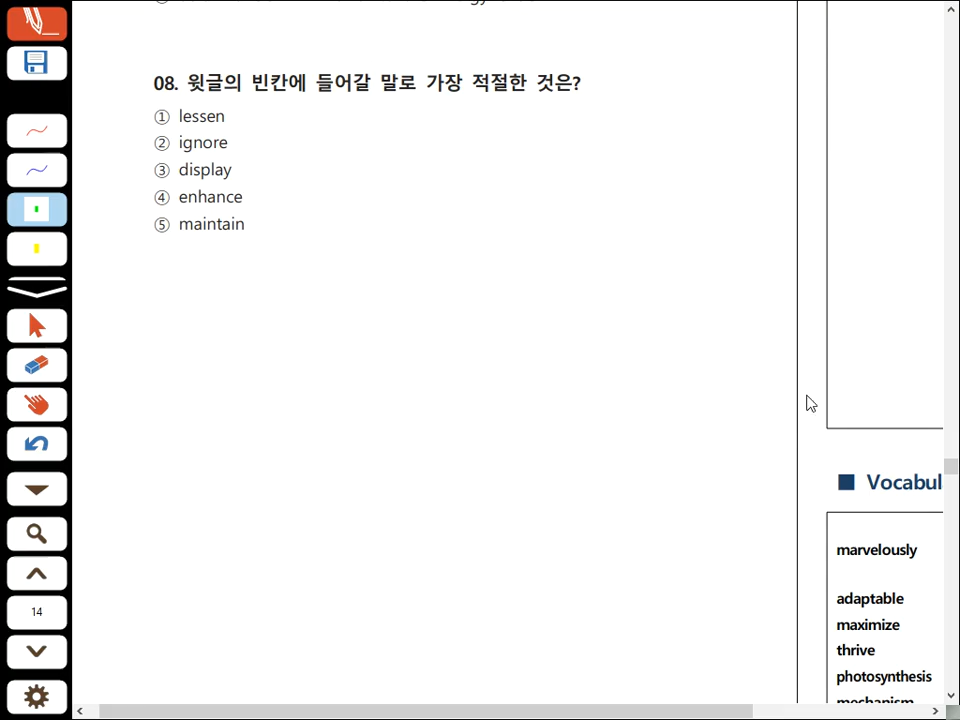 08. 윗글의 빈칸에 들어갈 말로 가장 적절한 것은?
① lessen
② ignore
③ display
④ enhance
⑤ maintain
■ Vocabul
marvelously
adaptable
maximize
thrive
photosynthesis
mechanism
14